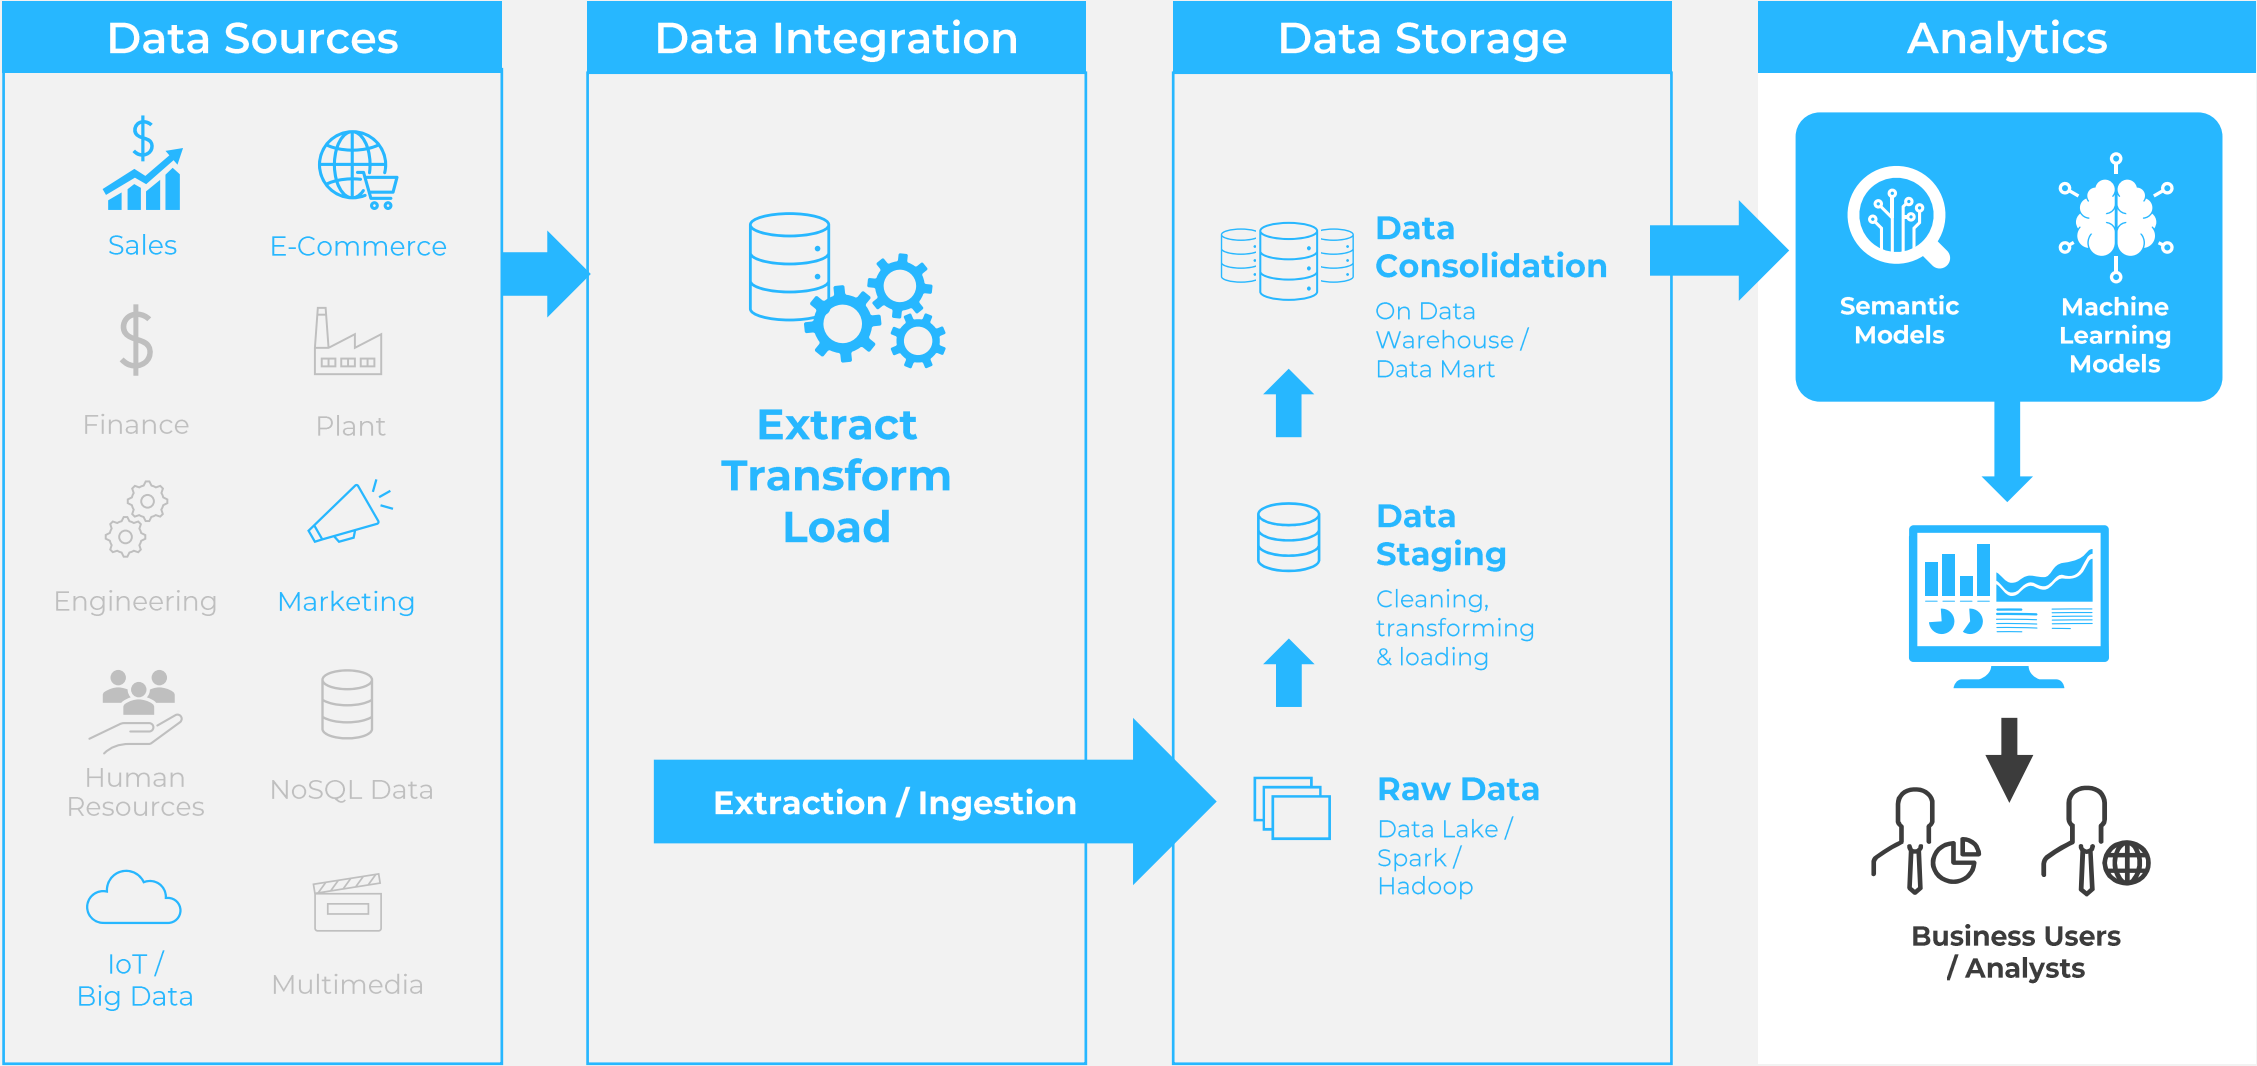 Data Sources
Sales
E-Commerce
Finance
Plant
Engineering
Marketing
Human
Resources
NoSQL Data
IoT /
Big Data
Multimedia
Data Integration
Extract
Transform
Load
Extraction / Ingestion
Data Storage
Data
Consolidation
On Data
Warehouse /
Data Mart
Data
Staging
Cleaning,
transforming
& loading
Raw Data
Data Lake /
Spark /
Hadoop
Analytics
Semantic
Models
Machine
Learning
Models
Business Users
/ Analysts